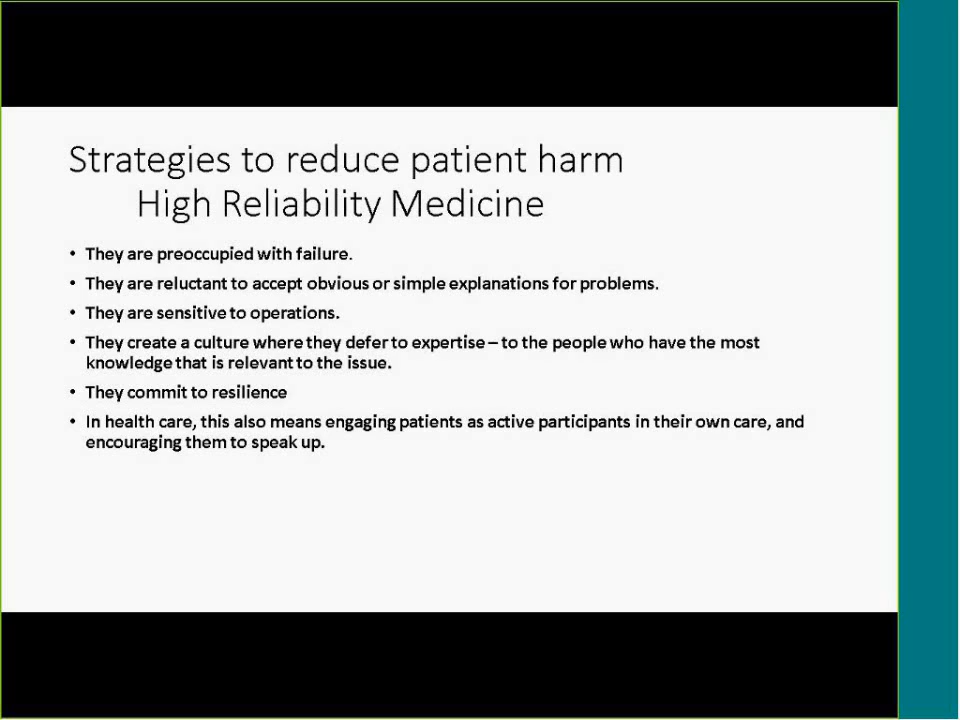 Strategies to reduce patient harm
High Reliability Medicine
• They are preoccupied with failure.
• They are reluctant to accept obvious or simple explanations for problems.
• They are sensitive to operations.
• They create a culture where they defer to expertise – to the people who have the most
knowledge that is relevant to the issue.
• They commit to resilience
• In health care, this also means engaging patients as active participants in their own care, and
encouraging them to speak up.